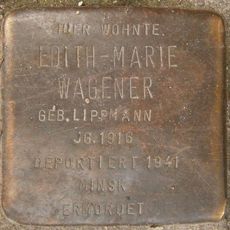 HIER WOHNTE
EDITH-MARIE
WAGENER
GEB. LIPPMANN
JG. 1916
DEPORTIERT 1941
MINSK
ERMORDET